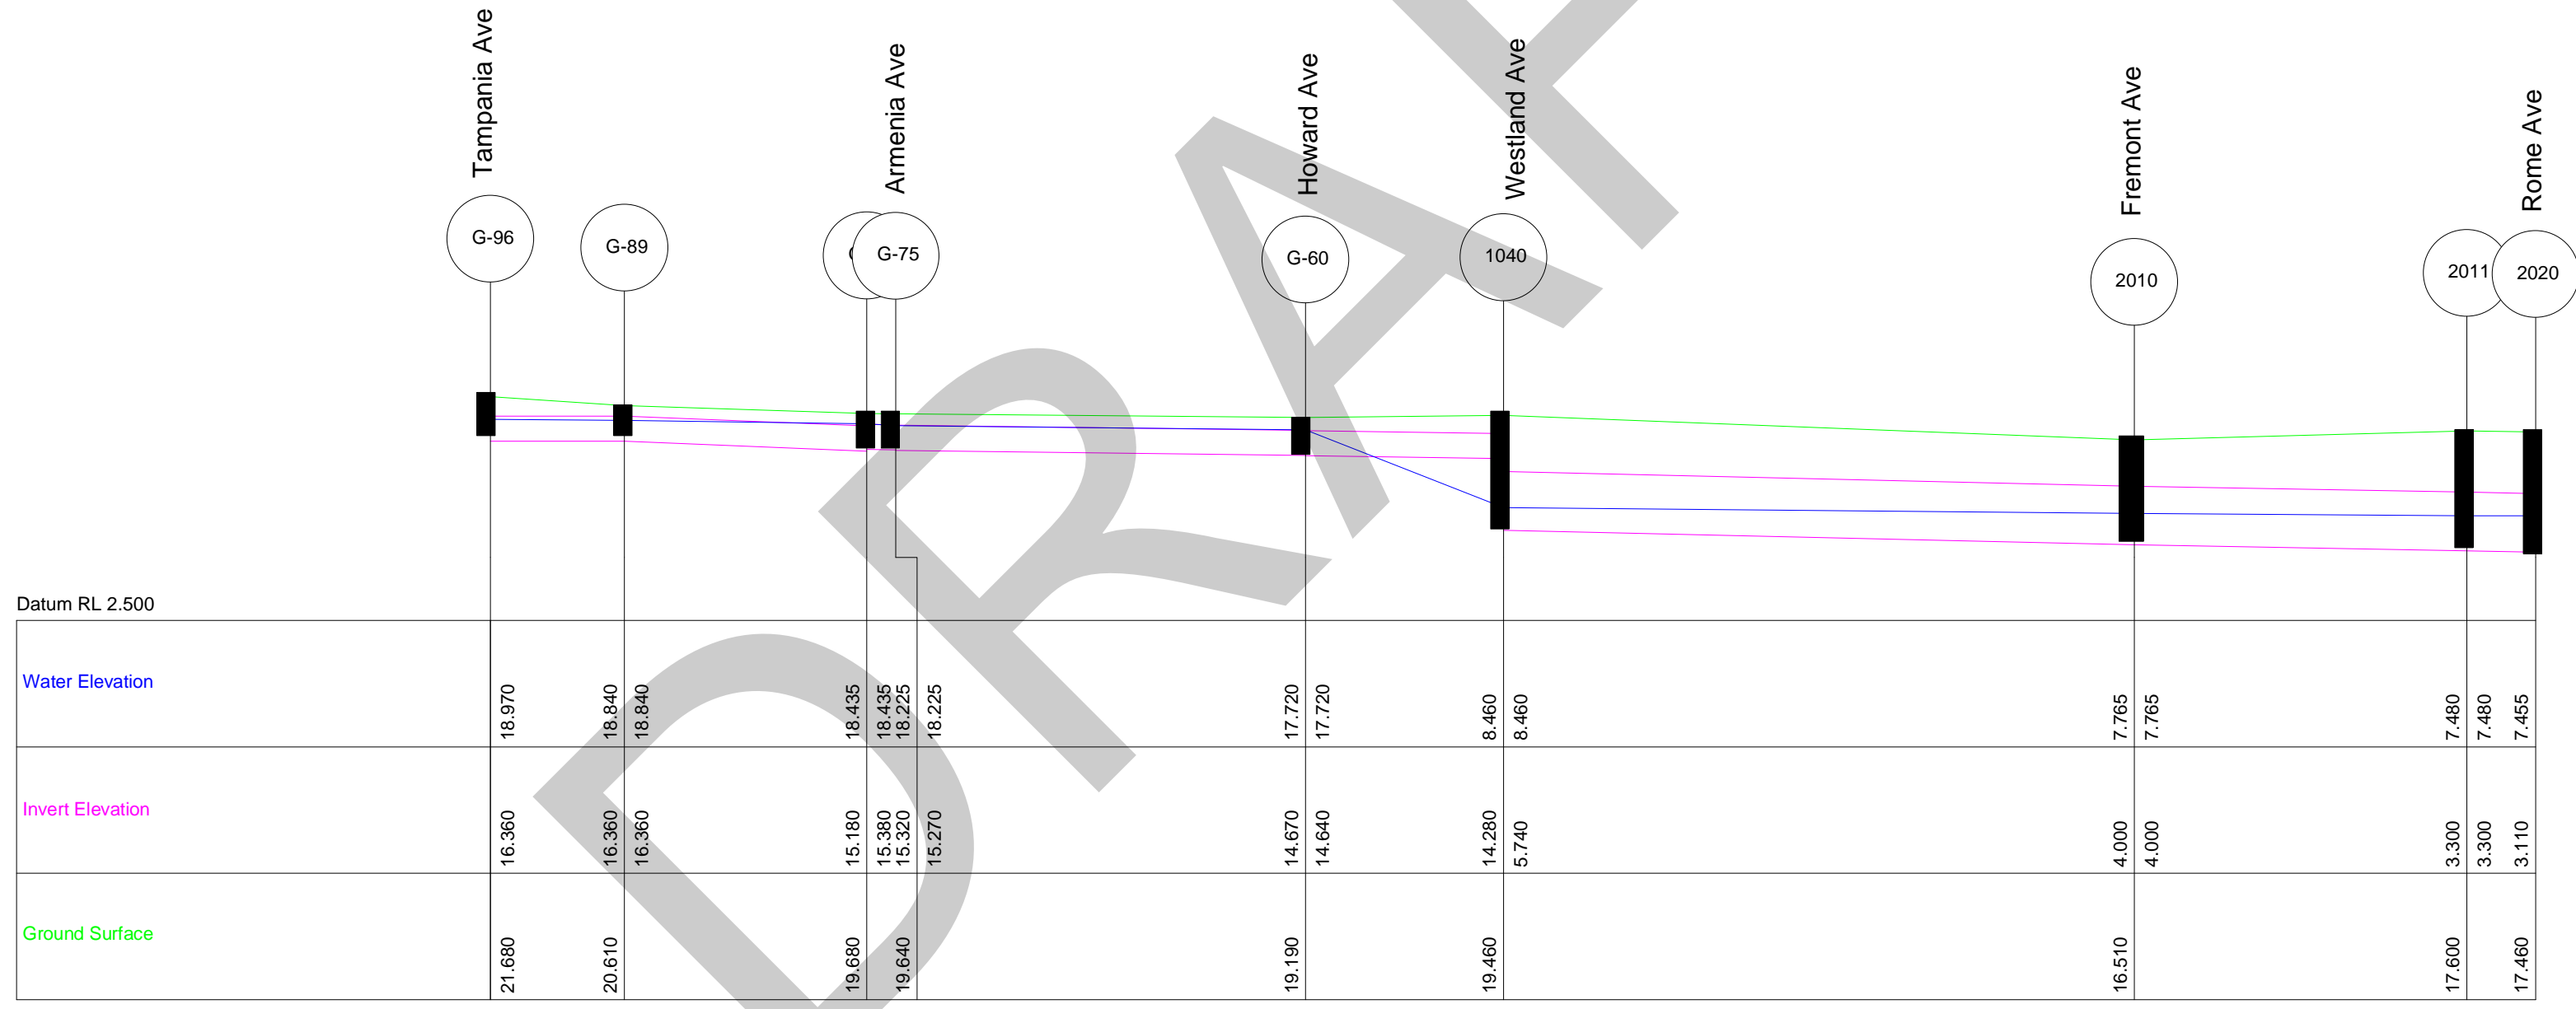 Tampania Ave
Armenia Ave
Howard Ave
Westland Ave
Fremont Ave
Rome Ave
G-96
G-89
G-75
G-60
1040
2010
2011
2020
DRAF
Datum RL 2.500
Water Elevation
18.970 18.840 18.840 18.435 18.435 18.225 18.225 17.720 17.720 8.460 8.460 7.765 7.765 7.480 7.480 7.455
Invert Elevation
16.360 16.360 16.360 15.180 15.380 15.320 15.270 14.670 14.640 14.280 5.740 4.000 4.000 3.300 3.300 3.110
Ground Surface
21.680 20.610 19.680 19.640 19.190 19.460 16.510 17.600 17.460